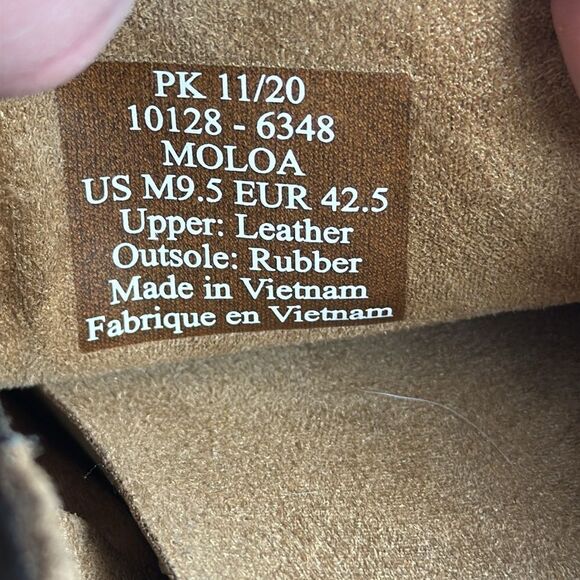 PK 11/20
10128 - 6348
MOLOA
US M9.5 EUR 42.5
Upper: Leather
Outsole: Rubber
Made in Vietnam
Fabrique en Vietnam